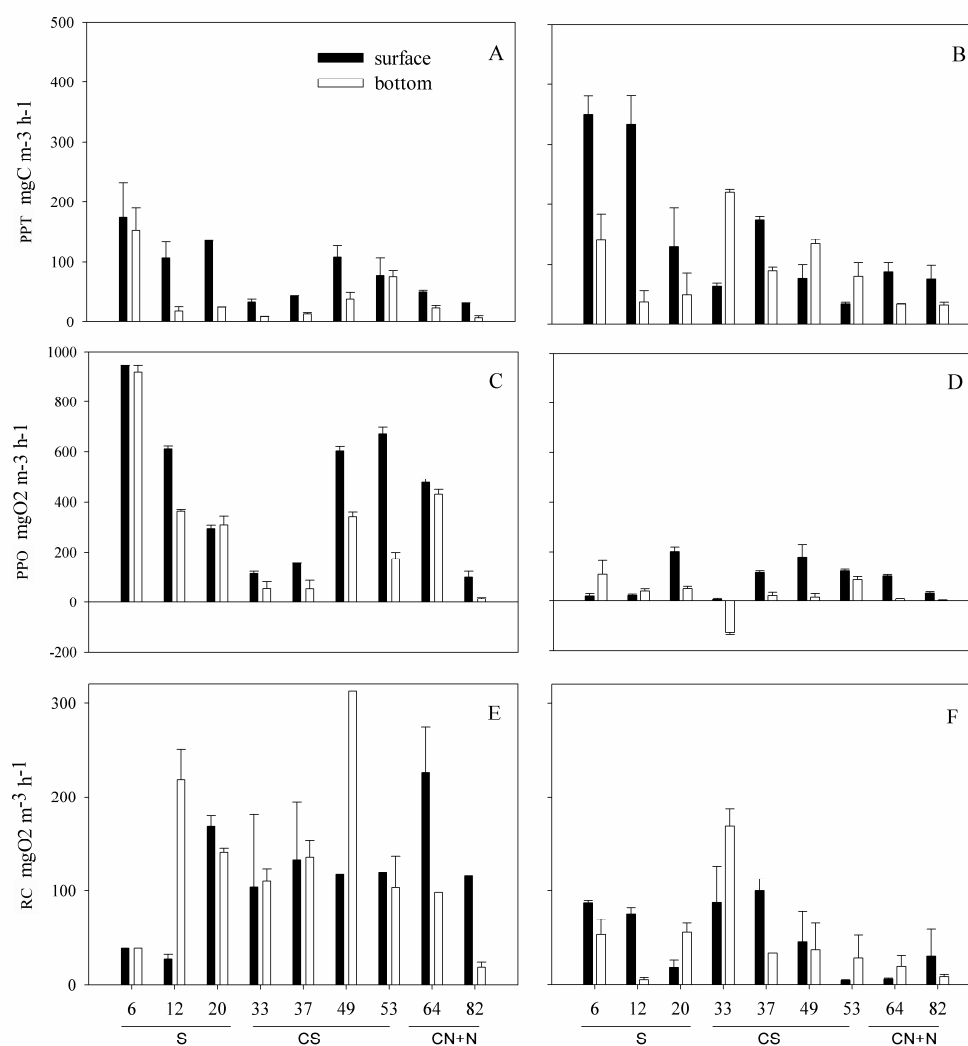 500
400
300
200
100
0
PPT mgC m-3 h-1
surface
bottom
A
B
1000
800
600
400
200
0
-200
PPO mgO2 m-3 h-1
C
D
300
200
100
0
RC mgO2 m-3 h-1
E
F
6 12 20 33 37 49 53 64 82
S CS CN+N
6 12 20 33 37 49 53 64 82
S CS CN+N